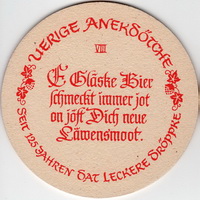 UERIGE ANEKDÖTCHE
VIII
E Gläske Bier
schmeckt immer jot
on jöft Dich neue
Läwensmoot.
SEIT 125 JAHREN DAT LECKERE DRÖPPKE